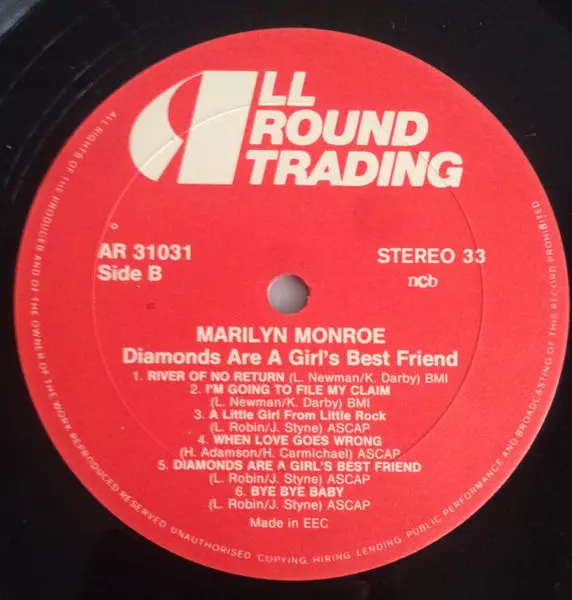 ALL
ROUND
TRADING
AR 31031
Side B
STEREO 33
ncb
MARILYN MONROE
Diamonds Are A Girl's Best Friend
1. RIVER OF NO RETURN (L. Newman/K. Darby) BMI
2. I'M GOING TO FILE MY CLAIM
(L. Newman/K. Darby) BMI
3. A Little Girl From Little Rock
(L. Robin/J. Styne) ASCAP
4. WHEN LOVE GOES WRONG
(H. Adamson/H. Carmichael) ASCAP
5. DIAMONDS ARE A GIRL'S BEST FRIEND
(L. Robin/J. Styne) ASCAP
6. BYE BYE BABY
(L. Robin/J. Styne) ASCAP
Made in EEC
ALL RIGHTS OF THE PRODUCER AND OF THE OWNER OF THE WORK REPRODUCED RESERVED. UNAUTHORISED COPYING, HIRING, LENDING, PUBLIC PERFORMANCE AND BROADCASTING OF THIS RECORD PROHIBITED